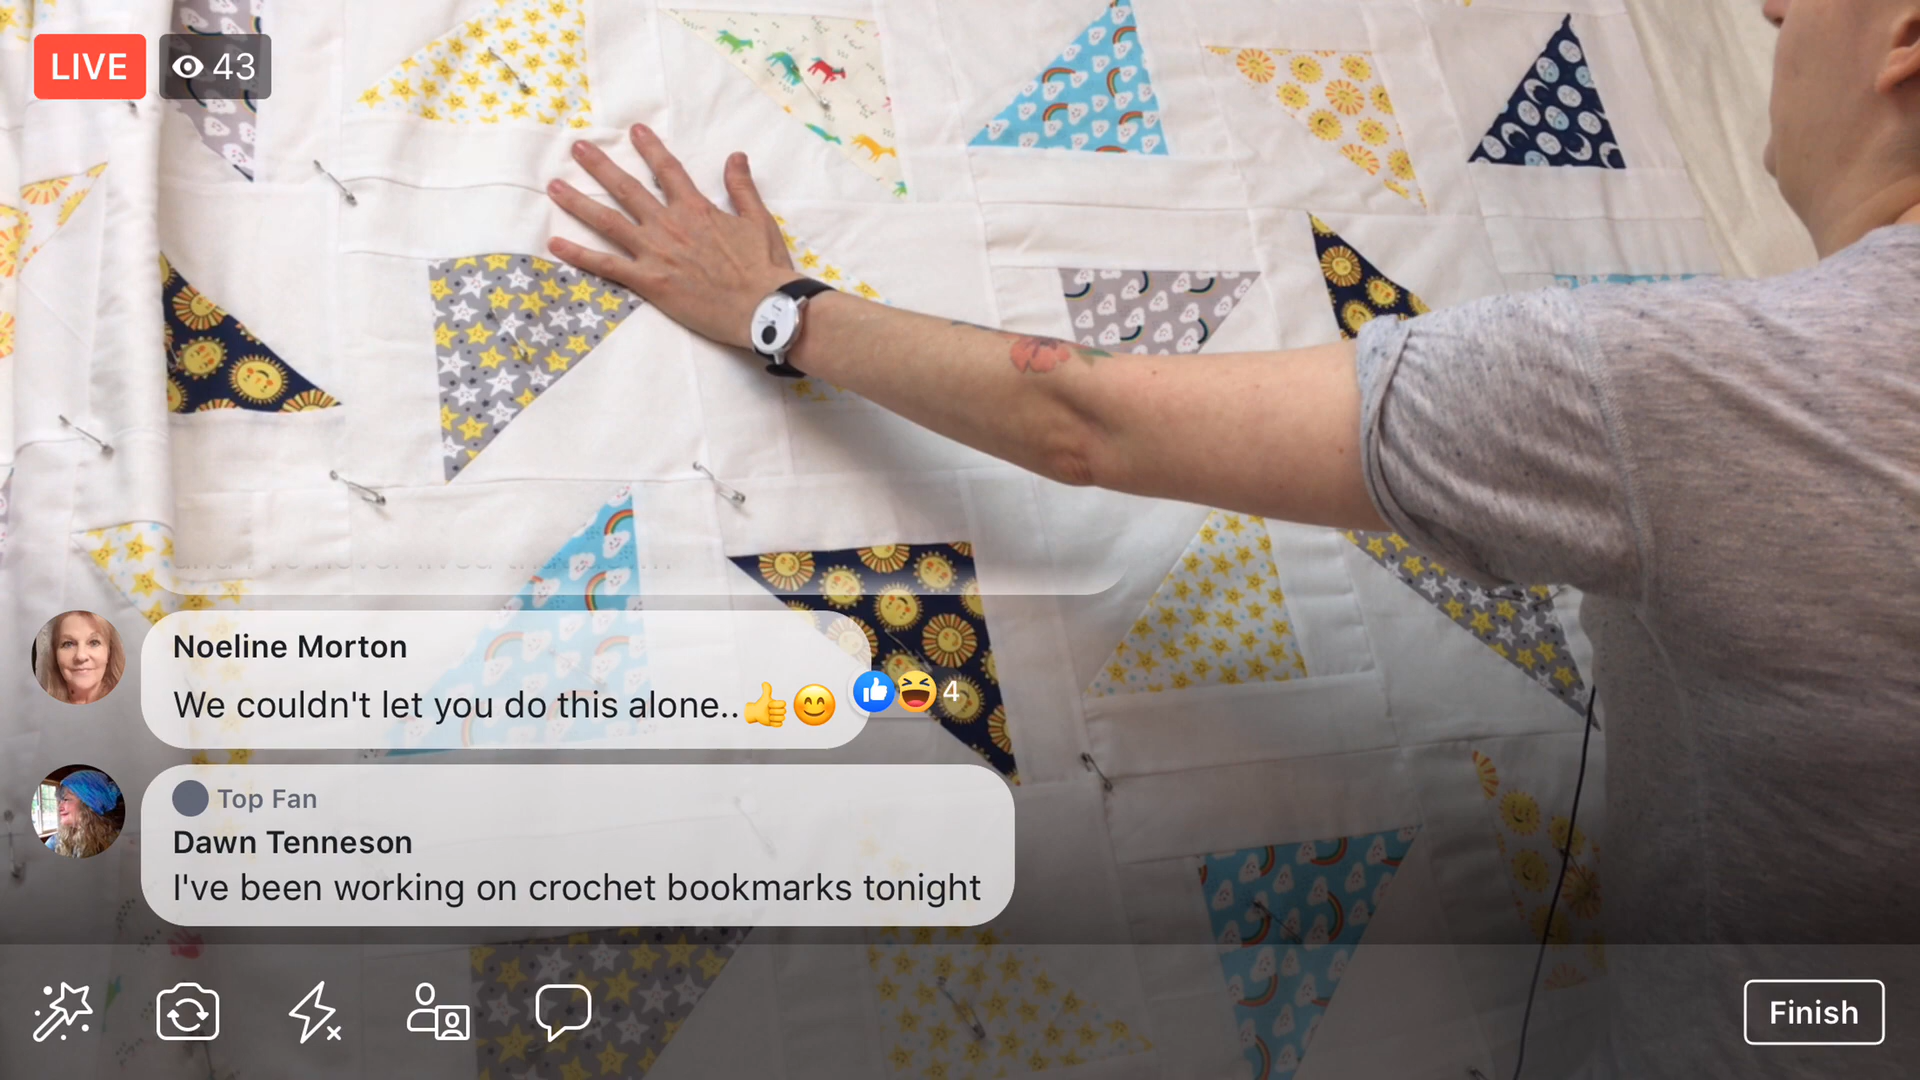 LIVE
43
Noeline Morton
We couldn't let you do this alone..👍😊
4
Top Fan
Dawn Tenneson
I've been working on crochet bookmarks tonight
Finish